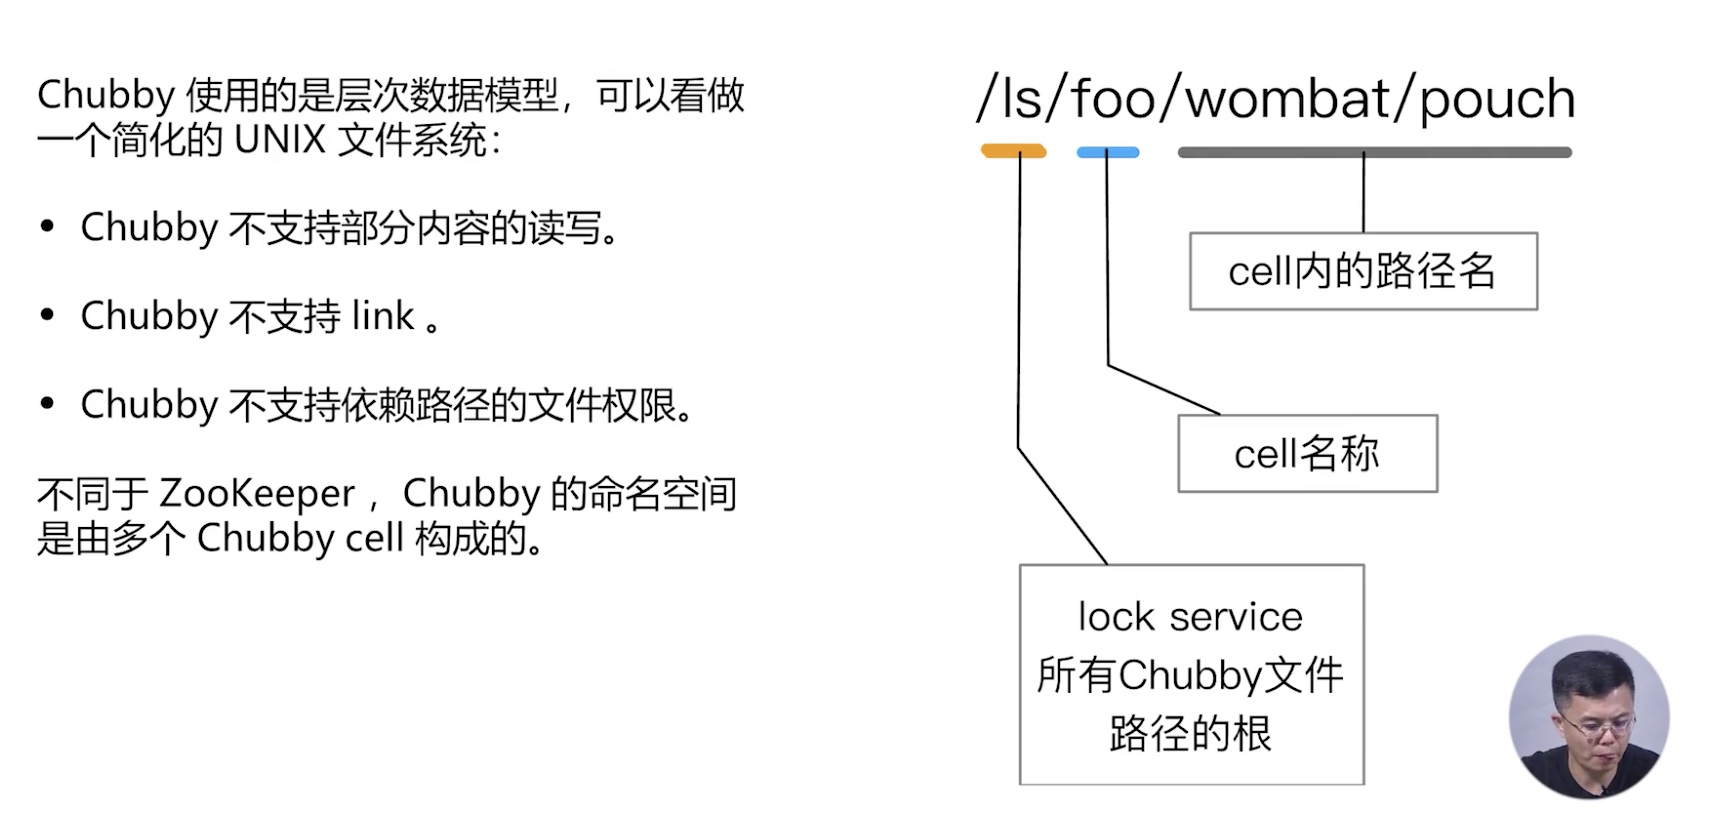 Chubby 使用的是层次数据模型，可以看做
一个简化的 UNIX 文件系统：
• Chubby 不支持部分内容的读写。
• Chubby 不支持 link 。
• Chubby 不支持依赖路径的文件权限。
不同于 ZooKeeper ，Chubby 的命名空间
是由多个 Chubby cell 构成的。
/ls/foo/wombat/pouch
cell内的路径名
cell名称
lock service
所有Chubby文件
路径的根